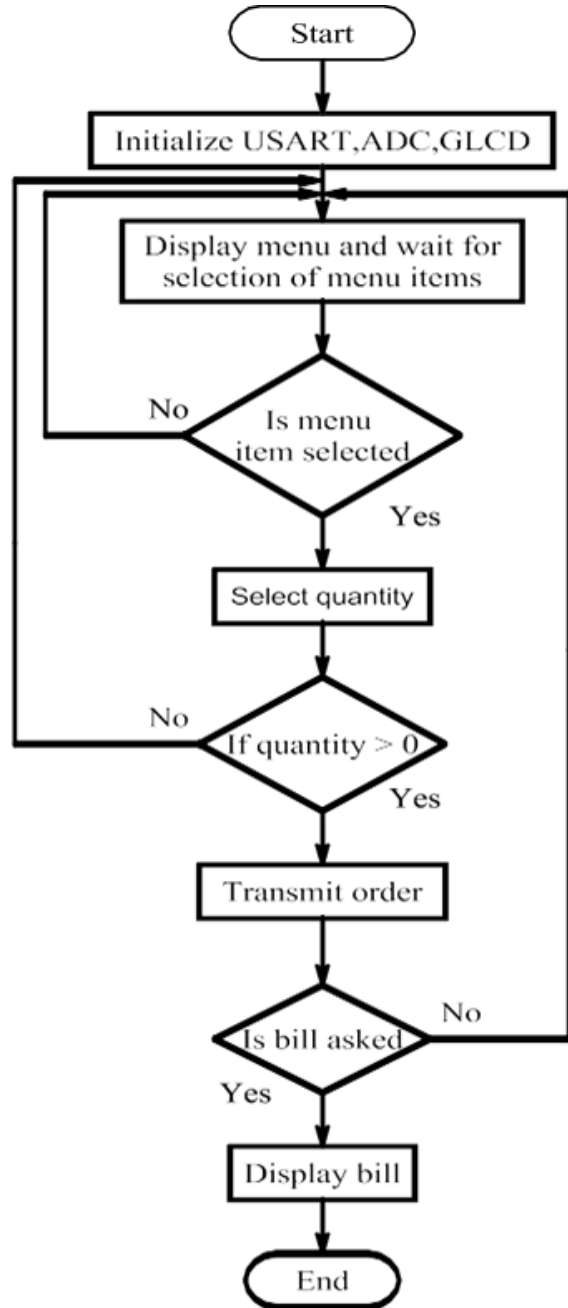 Start
Initialize USART,ADC,GLCD
Display menu and wait for
selection of menu items
No
Is menu
item selected
Yes
Select quantity
No
If quantity > 0
Yes
Transmit order
No
Is bill asked
Yes
Display bill
End